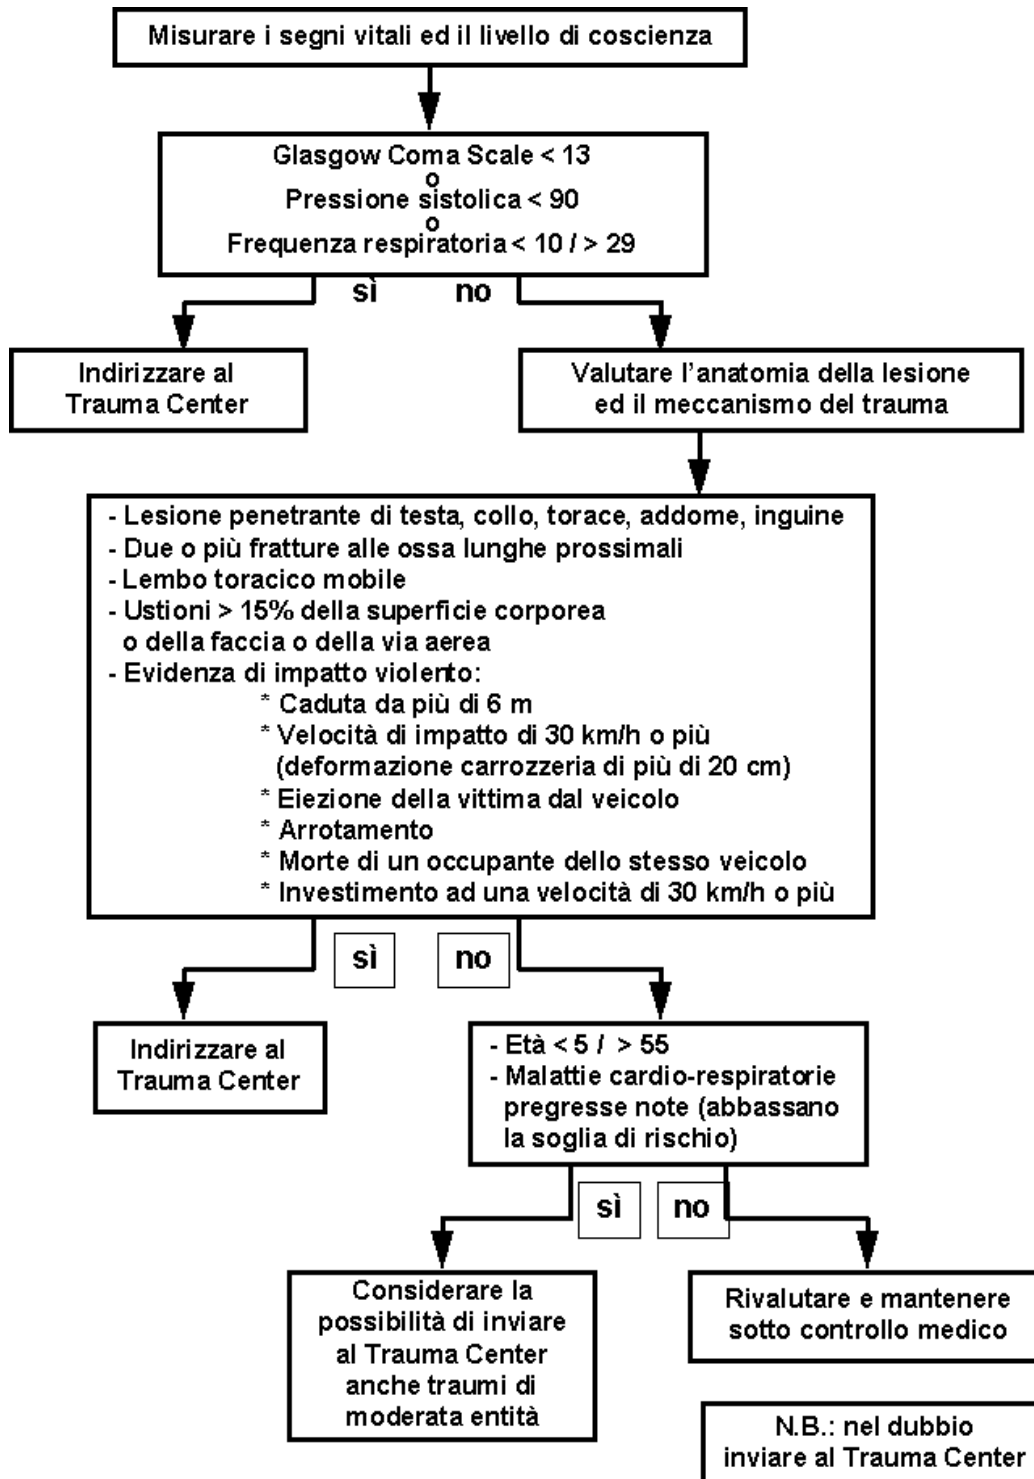 Misurare i segni vitali ed il livello di coscienza
Glasgow Coma Scale < 13
o
Pressione sistolica < 90
o
Frequenza respiratoria < 10 / > 29
sì no
Indirizzare al
Trauma Center
Valutare l'anatomia della lesione
ed il meccanismo del trauma
- Lesione penetrante di testa, collo, torace, addome, inguine
- Due o più fratture alle ossa lunghe prossimali
- Lembo toracico mobile
- Ustioni > 15% della superficie corporea
o della faccia o della via aerea
- Evidenza di impatto violento:
* Caduta da più di 6 m
* Velocità di impatto di 30 km/h o più
(deformazione carrozzeria di più di 20 cm)
* Eiezione della vittima dal veicolo
* Arrotamento
* Morte di un occupante dello stesso veicolo
* Investimento ad una velocità di 30 km/h o più
sì no
Indirizzare al
Trauma Center
- Età < 5 / > 55
- Malattie cardio-respiratorie
pregresse note (abbassano
la soglia di rischio)
sì no
Considerare la
possibilità di inviare
al Trauma Center
anche traumi di
moderata entità
Rivalutare e mantenere
sotto controllo medico
N.B.: nel dubbio
inviare al Trauma Center